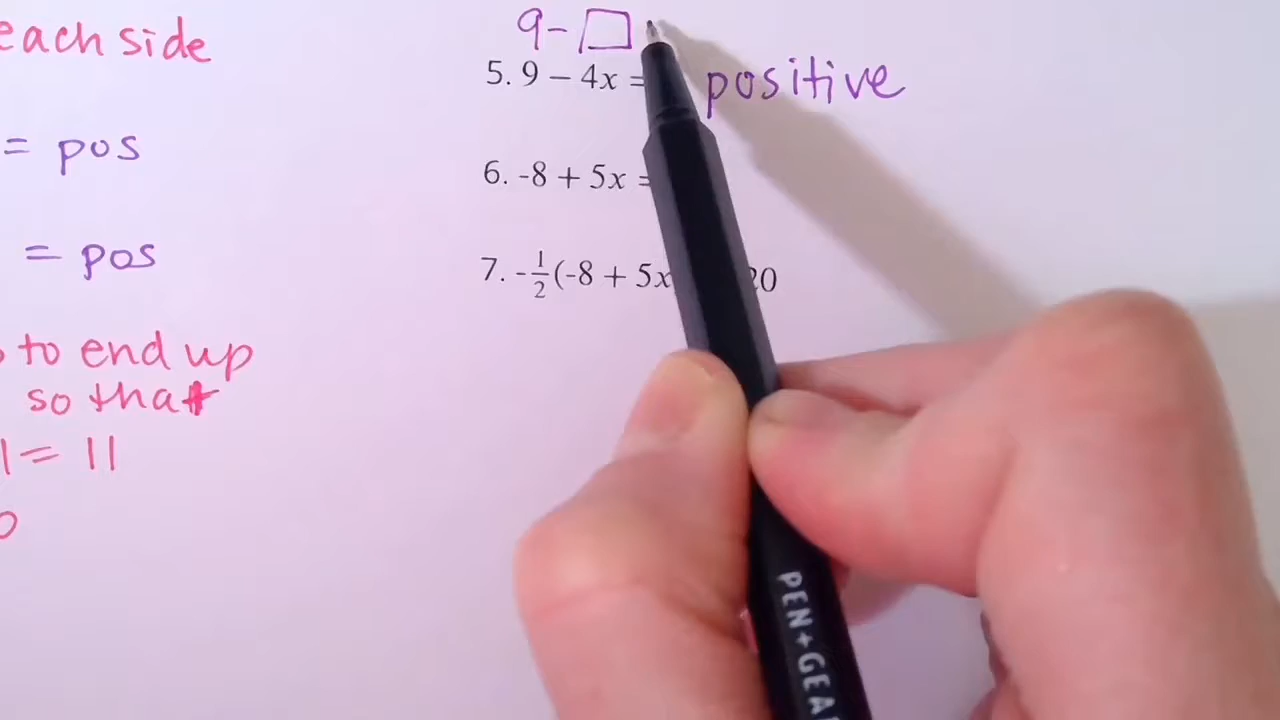 each side
= pos
= pos
to end up
so that
= 11
9 - □
5. 9 – 4x =
positive
6. -8 + 5x =
7. -½(-8 + 5x 20
PEN+GEAR